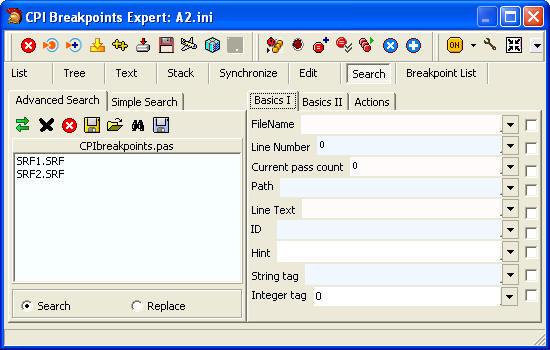 CPI Breakpoints Expert: A2.ini
ON
List Tree Text Stack Synchronize Edit Search Breakpoint List
Advanced Search Simple Search
Basics I Basics II Actions
CPIbreakpoints.pas
SRF1.SRF
SRF2.SRF
Search Replace
FileName
Line Number 0
Current pass count 0
Path
Line Text
ID
Hint
String tag
Integer tag 0